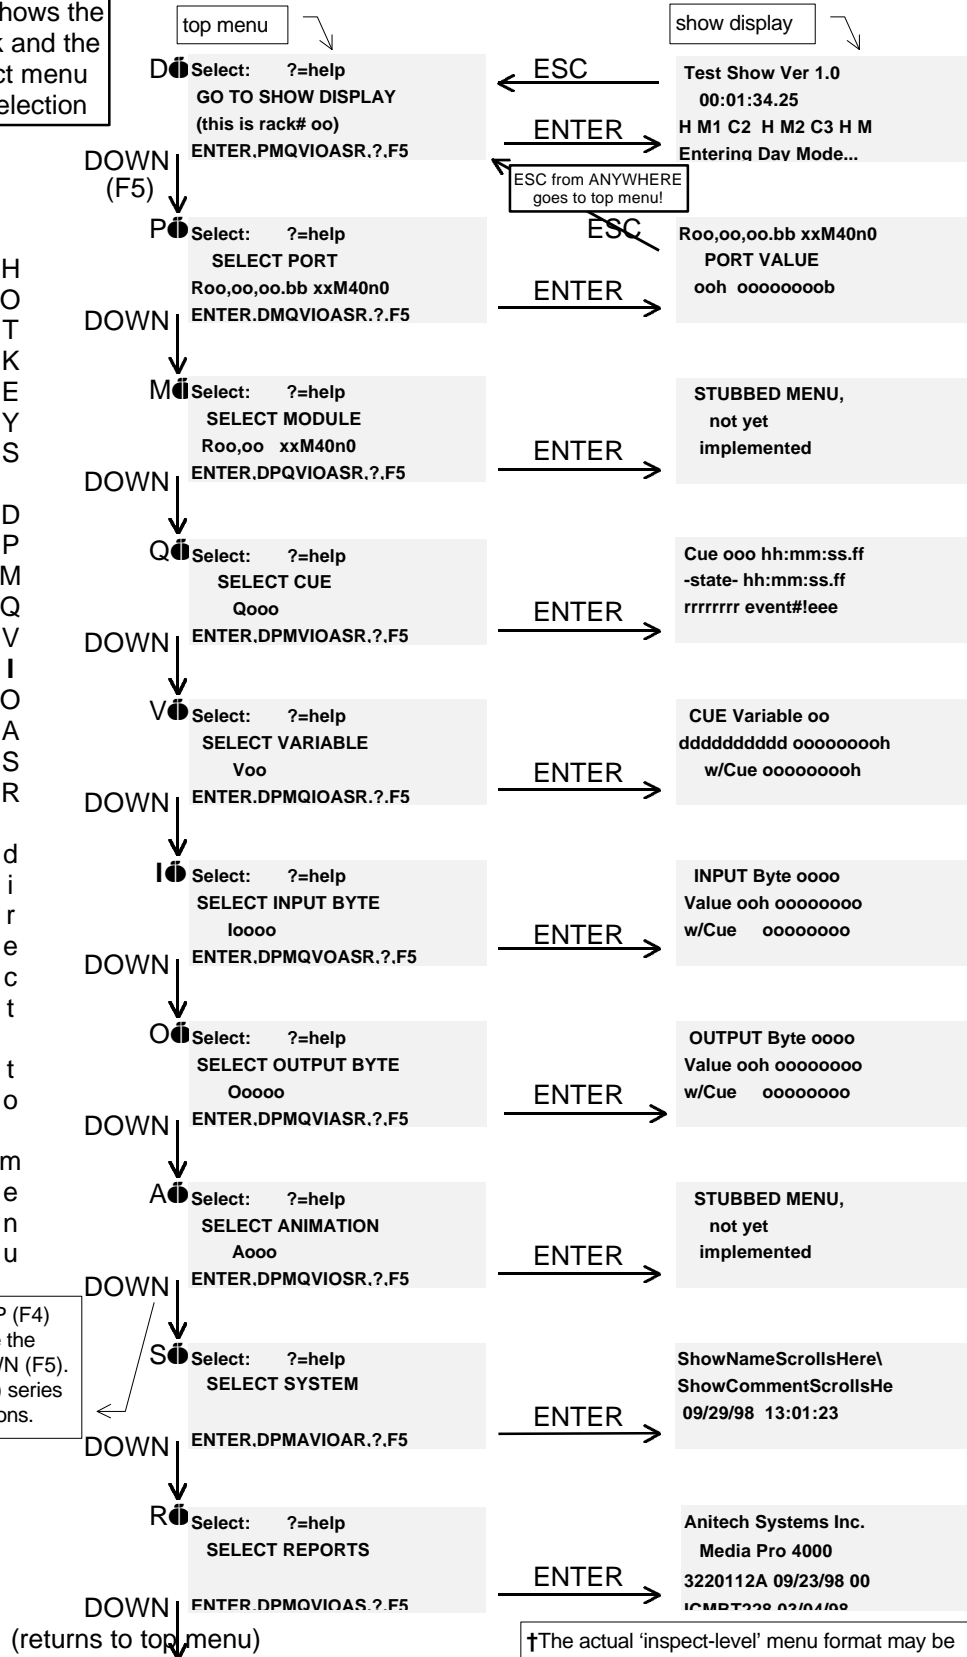 hows the
k and the
ct menu
election
top menu
show display
D
Select: ?=help
GO TO SHOW DISPLAY
(this is rack# oo)
ENTER,PMQVIOASR,?,F5
ESC
ENTER
Test Show Ver 1.0
00:01:34.25
H M1 C2 H M2 C3 H M
Entering Day Mode...
DOWN
(F5)
ESC from ANYWHERE
goes to top menu!
P
Select: ?=help
SELECT PORT
Roo,oo,oo.bb xxM40n0
ENTER.DMQVIOASR.?.F5
ESC
ENTER
Roo,oo,oo.bb xxM40n0
PORT VALUE
ooh oooooooob
DOWN
M
Select: ?=help
SELECT MODULE
Roo,oo xxM40n0
ENTER,DPQVIOASR,?,F5
ENTER
STUBBED MENU,
not yet
implemented
DOWN
Q
Select: ?=help
SELECT CUE
Qooo
ENTER,DPMVIOASR,?,F5
ENTER
Cue ooo hh:mm:ss.ff
-state- hh:mm:ss.ff
rrrrrrrr event#!eee
DOWN
V
Select: ?=help
SELECT VARIABLE
Voo
ENTER.DPMQIOASR.?.F5
ENTER
CUE Variable oo
dddddddddd ooooooooh
w/Cue ooooooooh
DOWN
I
Select: ?=help
SELECT INPUT BYTE
Ioooo
ENTER,DPMQVOASR,?,F5
ENTER
INPUT Byte oooo
Value ooh oooooooo
w/Cue oooooooo
DOWN
O
Select: ?=help
SELECT OUTPUT BYTE
Ooooo
ENTER,DPMQVIASR,?,F5
ENTER
OUTPUT Byte oooo
Value ooh oooooooo
w/Cue oooooooo
DOWN
A
Select: ?=help
SELECT ANIMATION
Aooo
ENTER,DPMQVIOSR,?,F5
ENTER
STUBBED MENU,
not yet
implemented
DOWN
S
Select: ?=help
SELECT SYSTEM
ENTER,DPMAVIOAR,?,F5
ENTER
ShowNameScrollsHere\
ShowCommentScrollsHe
09/29/98 13:01:23
DOWN
R
Select: ?=help
SELECT REPORTS
ENTER.DPMQVIOAS.?.F5
ENTER
Anitech Systems Inc.
Media Pro 4000
3220112A 09/23/98 00
ICMRT228 03/04/98
DOWN
(returns to top menu)
HOTKEYS DPMQVIOASR direct to menu
P (F4)
e the
WN (F5).
) series
ons.
†The actual ‘inspect-level’ menu format may be